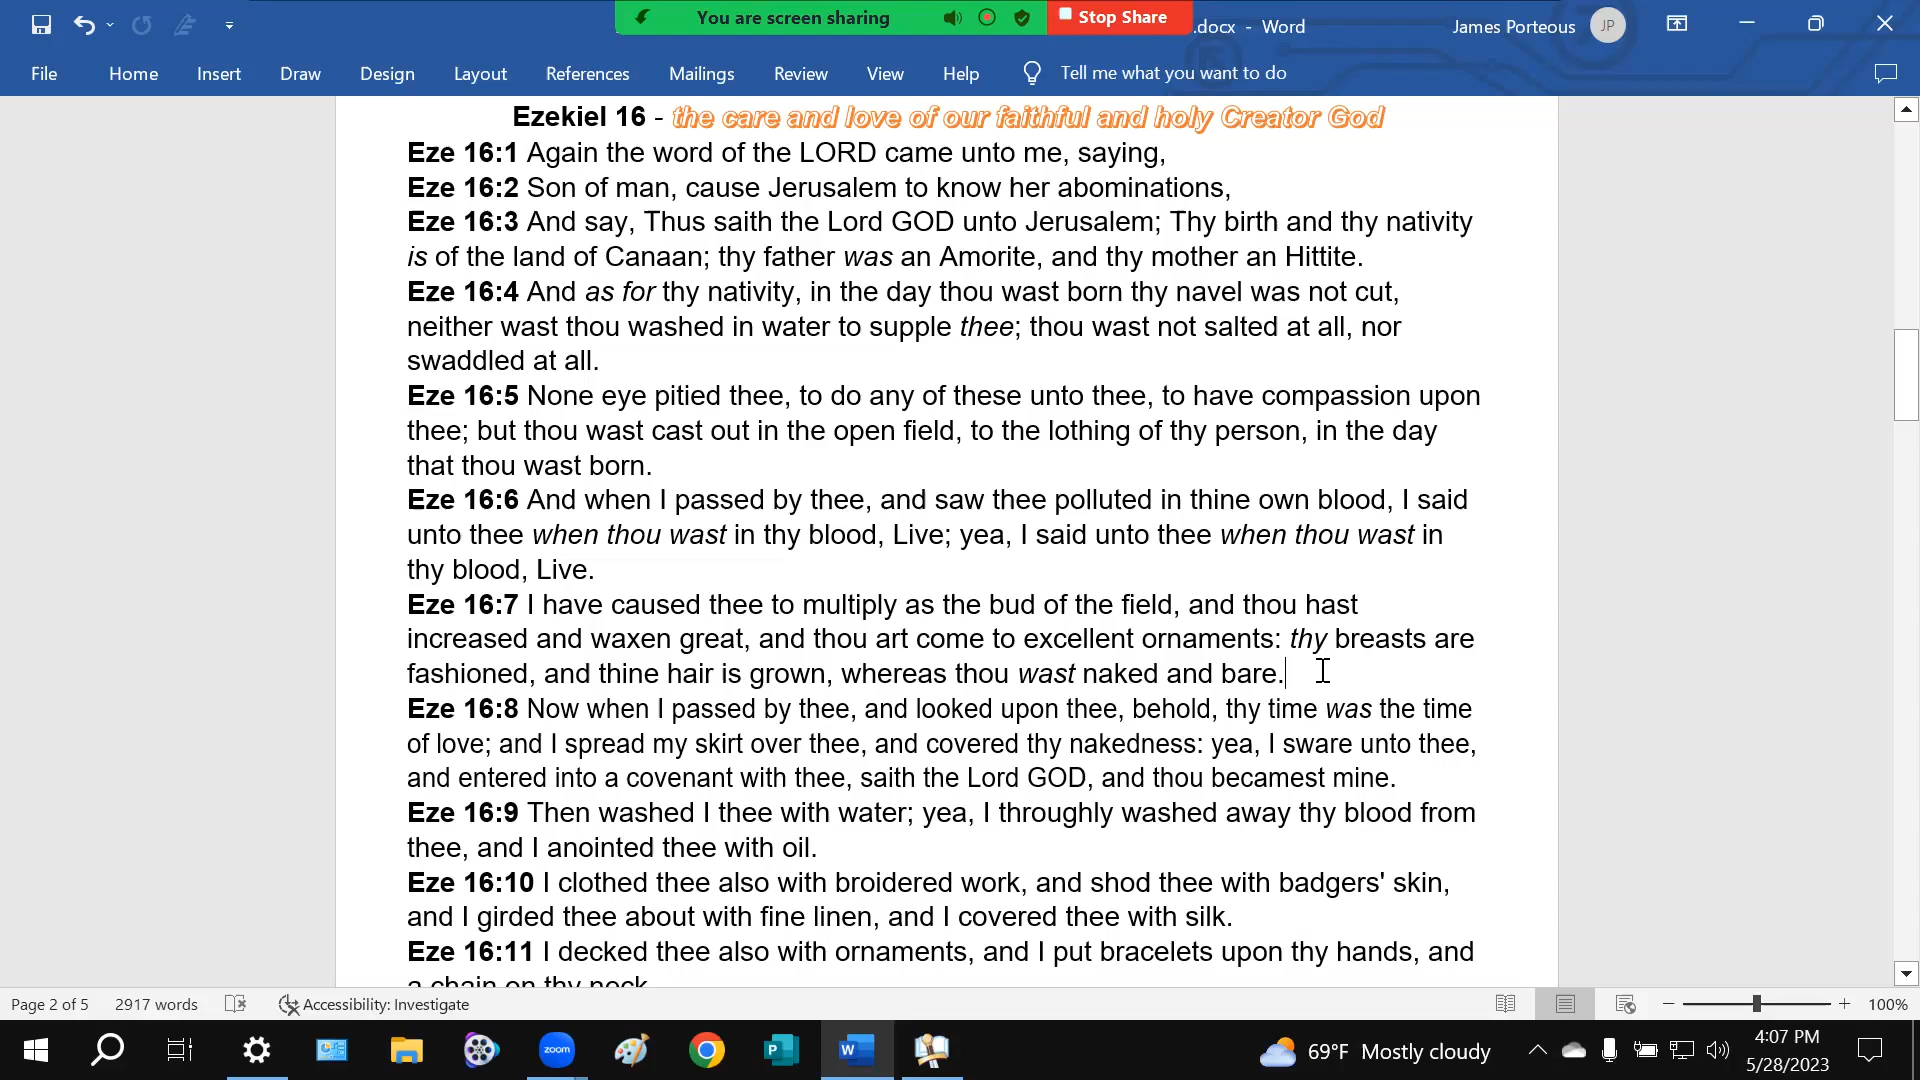 You are screen sharing
Stop Share
.docx - Word
James Porteous
JP
File
Home
Insert
Draw
Design
Layout
References
Mailings
Review
View
Help
Tell me what you want to do
Ezekiel 16 - the care and love of our faithful and holy Creator God
Eze 16:1 Again the word of the LORD came unto me, saying,
Eze 16:2 Son of man, cause Jerusalem to know her abominations,
Eze 16:3 And say, Thus saith the Lord GOD unto Jerusalem; Thy birth and thy nativity
is of the land of Canaan; thy father was an Amorite, and thy mother an Hittite.
Eze 16:4 And as for thy nativity, in the day thou wast born thy navel was not cut,
neither wast thou washed in water to supple thee; thou wast not salted at all, nor
swaddled at all.
Eze 16:5 None eye pitied thee, to do any of these unto thee, to have compassion upon
thee; but thou wast cast out in the open field, to the lothing of thy person, in the day
that thou wast born.
Eze 16:6 And when I passed by thee, and saw thee polluted in thine own blood, I said
unto thee when thou wast in thy blood, Live; yea, I said unto thee when thou wast in
thy blood, Live.
Eze 16:7 I have caused thee to multiply as the bud of the field, and thou hast
increased and waxen great, and thou art come to excellent ornaments: thy breasts are
fashioned, and thine hair is grown, whereas thou wast naked and bare.
Eze 16:8 Now when I passed by thee, and looked upon thee, behold, thy time was the time
of love; and I spread my skirt over thee, and covered thy nakedness: yea, I sware unto thee,
and entered into a covenant with thee, saith the Lord GOD, and thou becamest mine.
Eze 16:9 Then washed I thee with water; yea, I throughly washed away thy blood from
thee, and I anointed thee with oil.
Eze 16:10 I clothed thee also with broidered work, and shod thee with badgers' skin,
and I girded thee about with fine linen, and I covered thee with silk.
Eze 16:11 I decked thee also with ornaments, and I put bracelets upon thy hands, and
a chain on thy neck
Page 2 of 5
2917 words
Accessibility: Investigate
100%
zoom
P
W
69°F Mostly cloudy
4:07 PM
5/28/2023